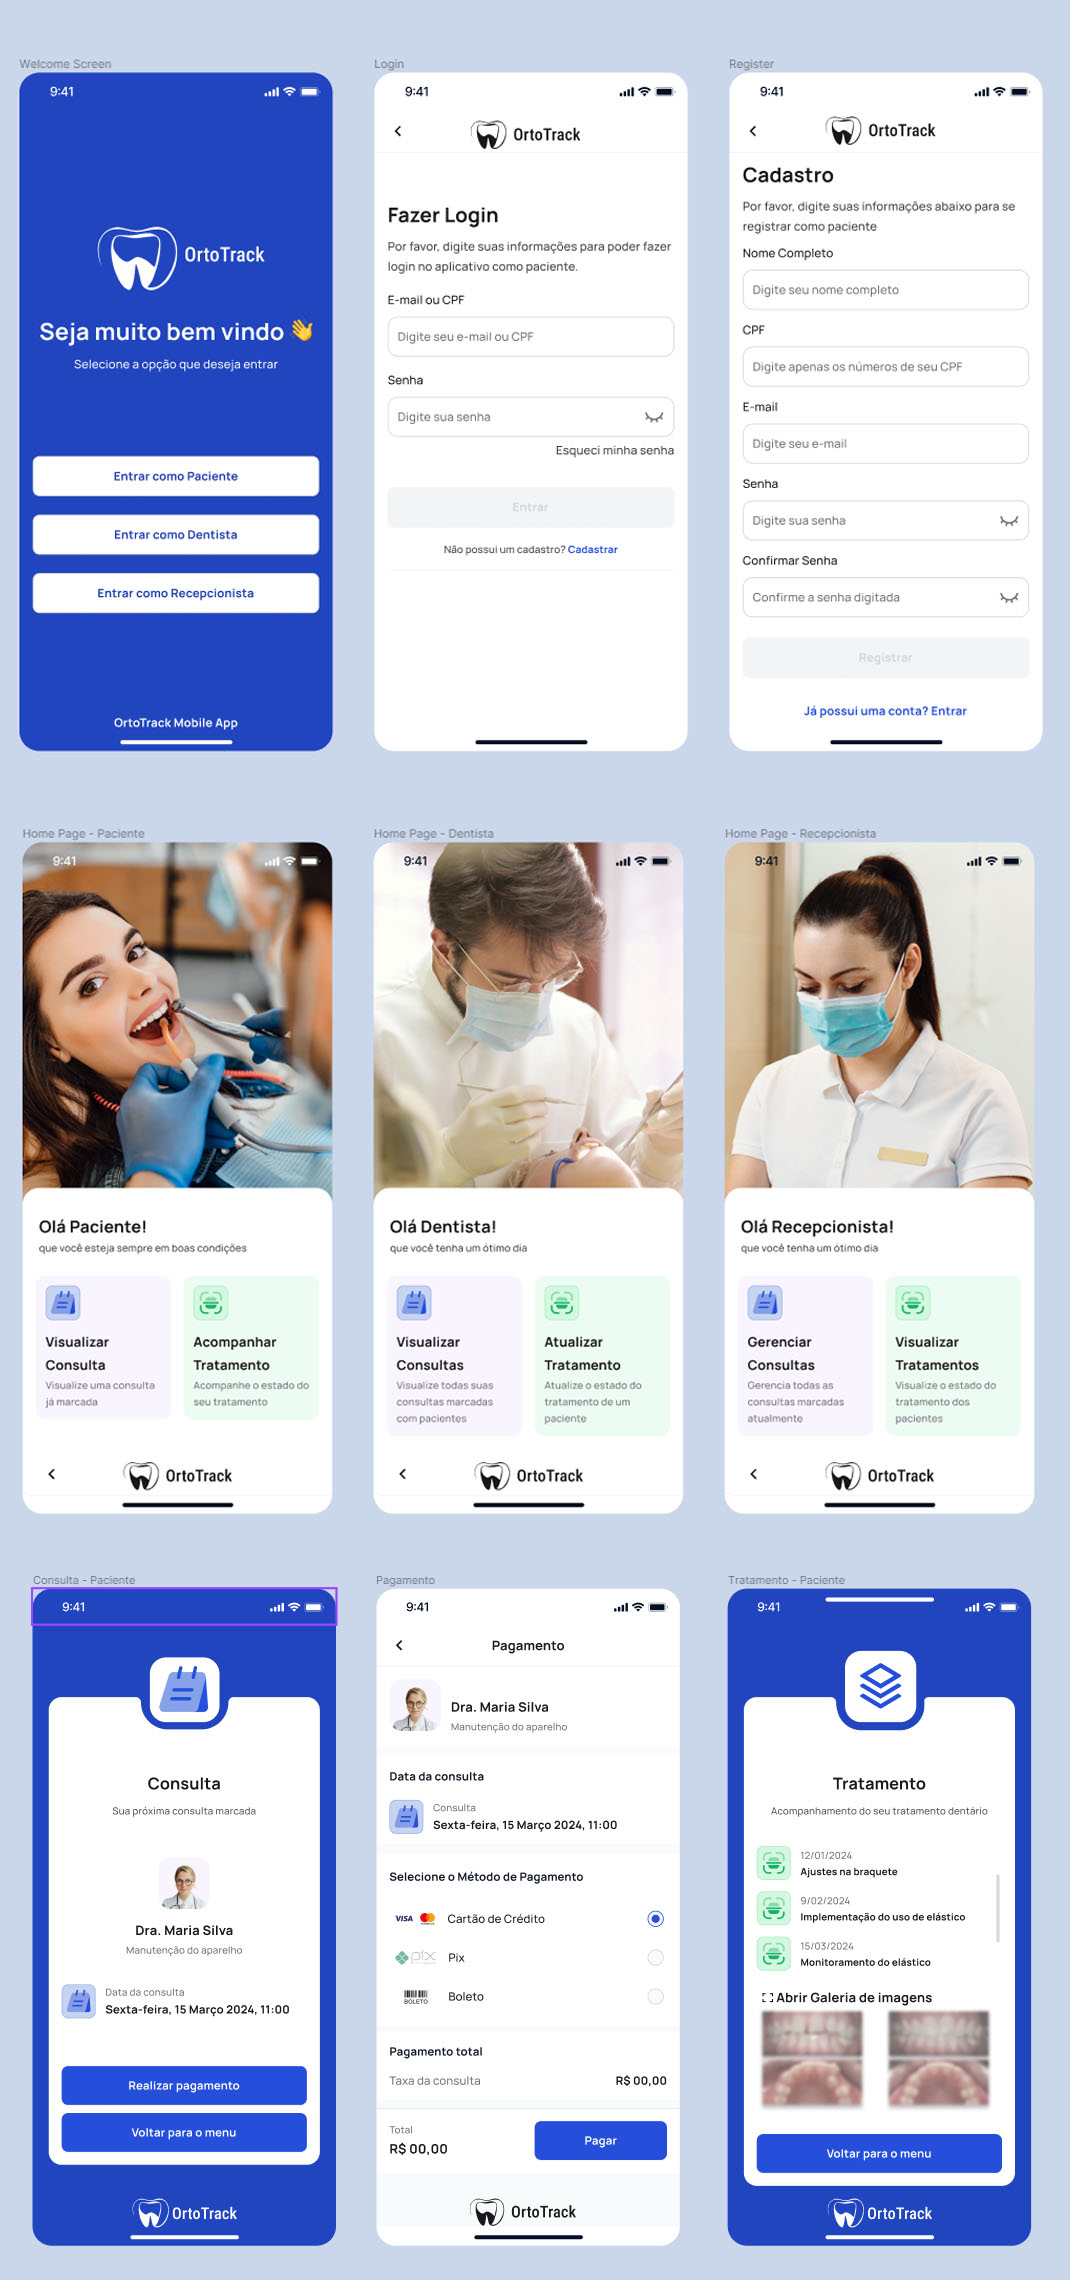 Welcome Screen
9:41
OrtoTrack
Seja muito bem vindo 👋
Selecione a opção que deseja entrar
Entrar como Paciente
Entrar como Dentista
Entrar como Recepcionista
OrtoTrack Mobile App
Login
9:41
OrtoTrack
Fazer Login
Por favor, digite suas informações para poder fazer
login no aplicativo como paciente.
E-mail ou CPF
Digite seu e-mail ou CPF
Senha
Digite sua senha
Esqueci minha senha
Entrar
Não possui um cadastro? Cadastrar
Register
9:41
OrtoTrack
Cadastro
Por favor, digite suas informações abaixo para se
registrar como paciente
Nome Completo
Digite seu nome completo
CPF
Digite apenas os números de seu CPF
E-mail
Digite seu e-mail
Senha
Digite sua senha
Confirmar Senha
Confirme a senha digitada
Registrar
Já possui uma conta? Entrar
Home Page - Paciente
9:41
Olá Paciente!
que você esteja sempre em boas condições
Visualizar
Consulta
Visualize uma consulta
já marcada
Acompanhar
Tratamento
Acompanhe o estado do
seu tratamento
OrtoTrack
Home Page - Dentista
9:41
Olá Dentista!
que você tenha um ótimo dia
Visualizar
Consultas
Visualize todas suas
consultas marcadas
com pacientes
Atualizar
Tratamento
Atualize o estado do
tratamento de um
paciente
OrtoTrack
Home Page - Recepcionista
9:41
Olá Recepcionista!
que você tenha um ótimo dia
Gerenciar
Consultas
Gerencia todas as
consultas marcadas
atualmente
Visualizar
Tratamentos
Visualize o estado do
tratamento dos
pacientes
OrtoTrack
Consulta - Paciente
9:41
Consulta
Sua próxima consulta marcada
Dra. Maria Silva
Manutenção do aparelho
Data da consulta
Sexta-feira, 15 Março 2024, 11:00
Realizar pagamento
Voltar para o menu
OrtoTrack
Pagamento
9:41
Pagamento
Dra. Maria Silva
Manutenção do aparelho
Data da consulta
Consulta
Sexta-feira, 15 Março 2024, 11:00
Selecione o Método de Pagamento
VISA Cartão de Crédito
pix Pix
BOLETO Boleto
Pagamento total
Taxa da consulta R$ 00,00
Total
R$ 00,00
Pagar
OrtoTrack
Tratamento - Paciente
9:41
Tratamento
Acompanhamento do seu tratamento dentário
12/01/2024
Ajustes na braquete
9/02/2024
Implementação do uso de elástico
15/03/2024
Monitoramento do elástico
Abrir Galeria de imagens
Voltar para o menu
OrtoTrack